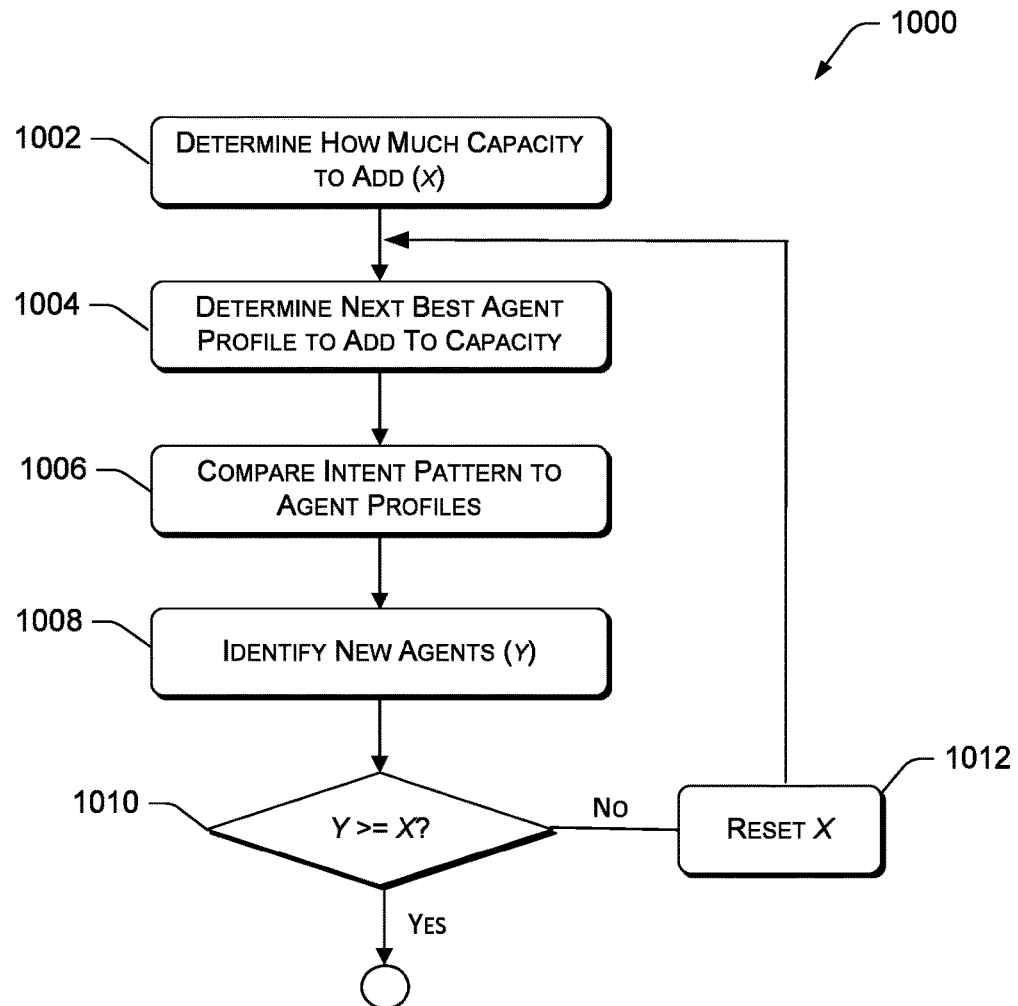 1000
1002
DETERMINE HOW MUCH CAPACITY
TO ADD (X)
1004
DETERMINE NEXT BEST AGENT
PROFILE TO ADD TO CAPACITY
1006
COMPARE INTENT PATTERN TO
AGENT PROFILES
1008
IDENTIFY NEW AGENTS (Y)
1010
Y >= X?
NO
1012
RESET X
YES